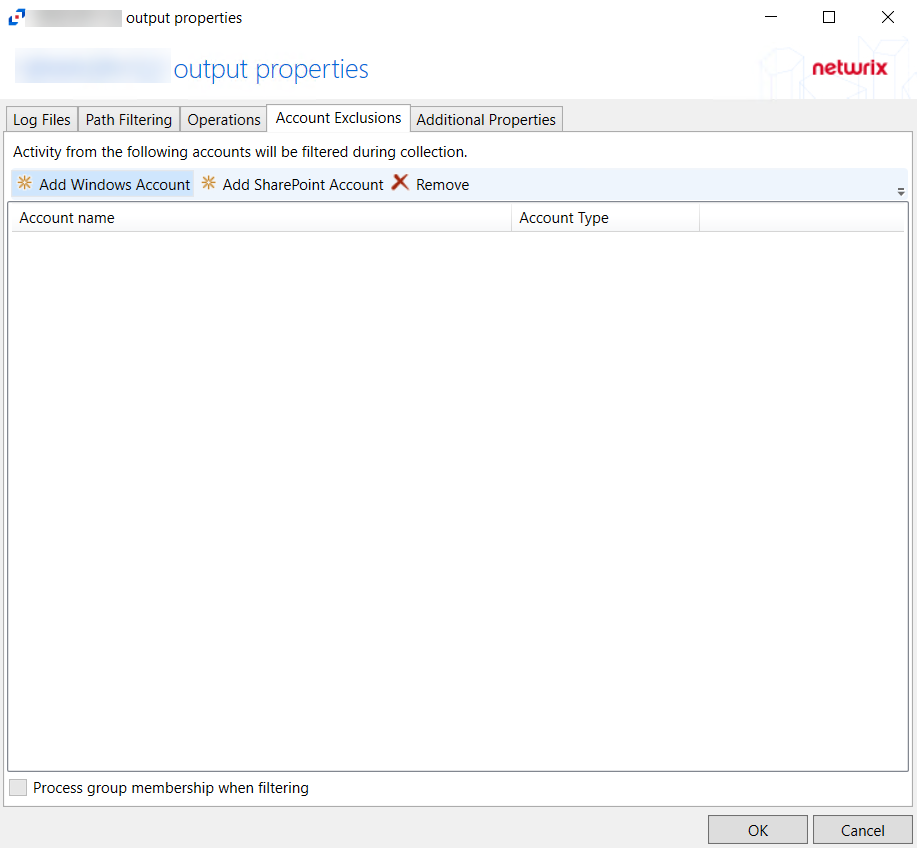 output properties
output properties
netwrix
Log Files Path Filtering Operations Account Exclusions Additional Properties
Activity from the following accounts will be filtered during collection.
Add Windows Account Add SharePoint Account Remove
Account name Account Type
Process group membership when filtering
OK Cancel